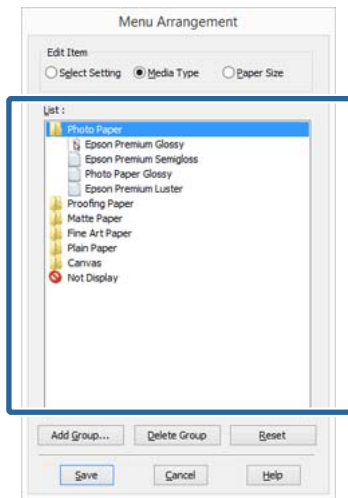 Menu Arrangement
Edit Item
Select Setting Media Type Paper Size
List :
Photo Paper
Epson Premium Glossy
Epson Premium Semigloss
Photo Paper Glossy
Epson Premium Luster
Proofing Paper
Matte Paper
Fine Art Paper
Plain Paper
Canvas
Not Display
Add Group... Delete Group Reset
Save Cancel Help